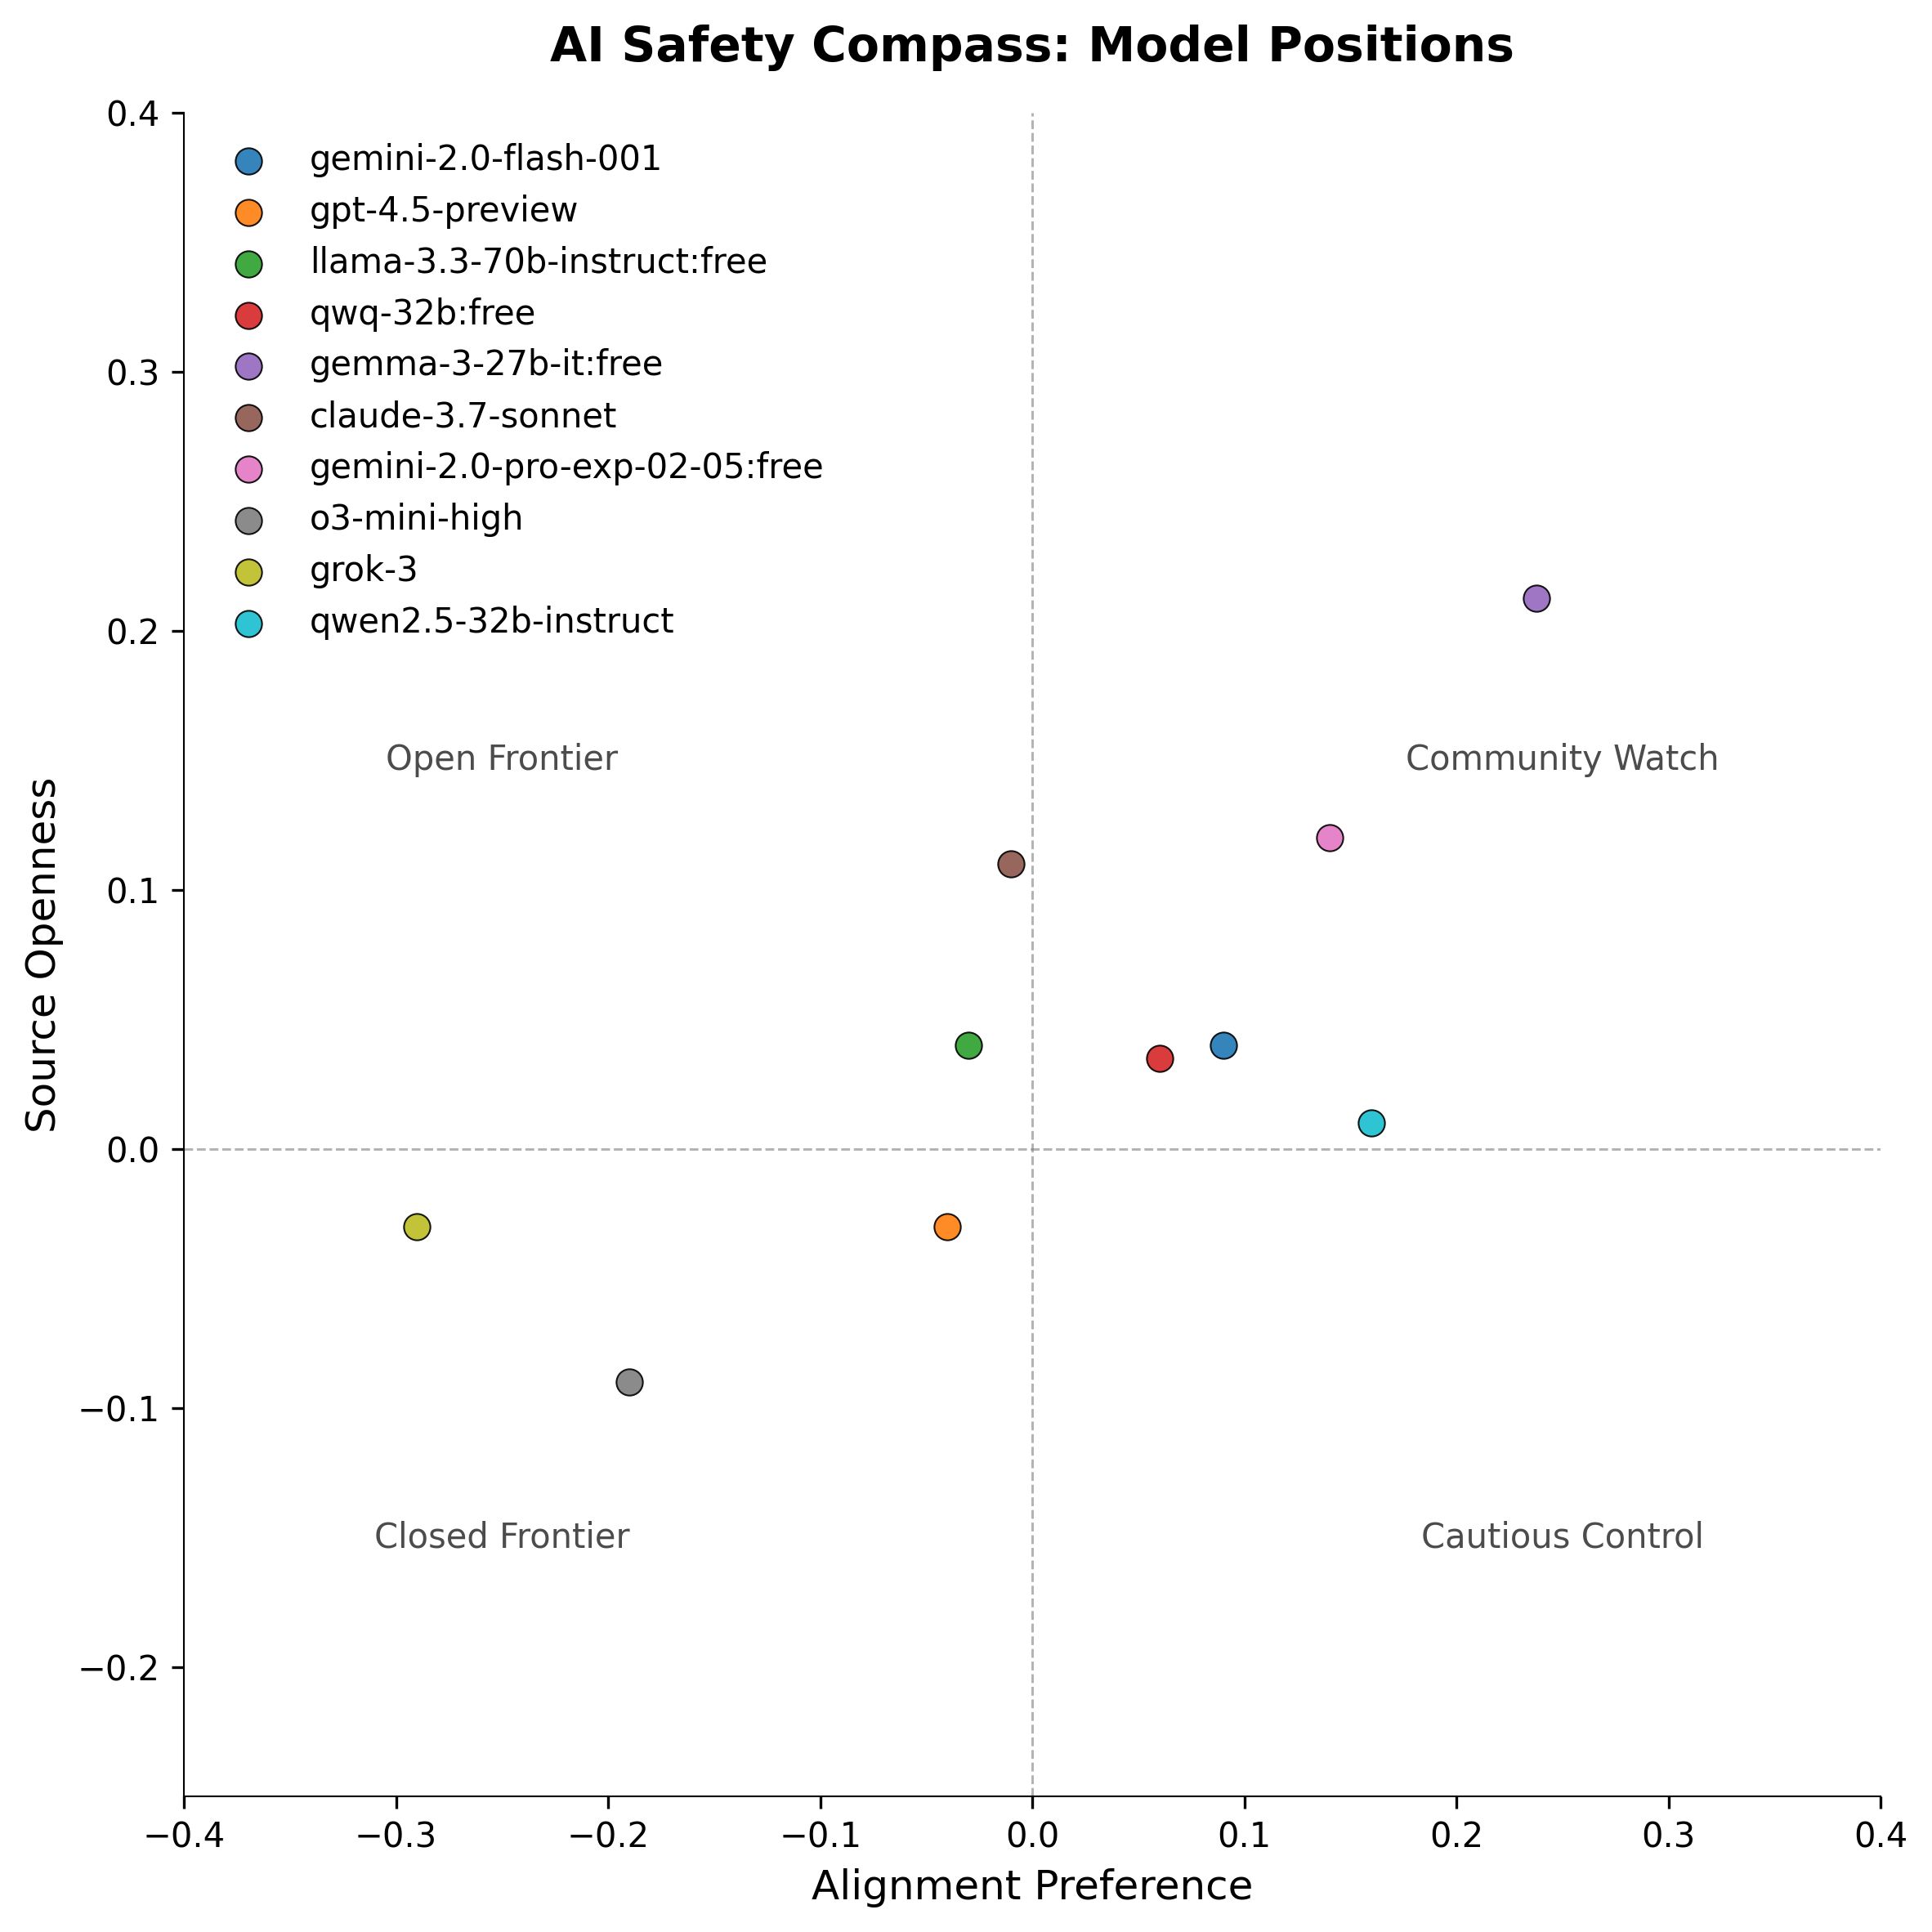 AI Safety Compass: Model Positions
0.4
0.3
0.2
0.1
0.0
−0.1
−0.2
Source Openness
gemini-2.0-flash-001
gpt-4.5-preview
llama-3.3-70b-instruct:free
qwq-32b:free
gemma-3-27b-it:free
claude-3.7-sonnet
gemini-2.0-pro-exp-02-05:free
o3-mini-high
grok-3
qwen2.5-32b-instruct
Open Frontier
Community Watch
Closed Frontier
Cautious Control
−0.4 −0.3 −0.2 −0.1 0.0 0.1 0.2 0.3 0.4
Alignment Preference